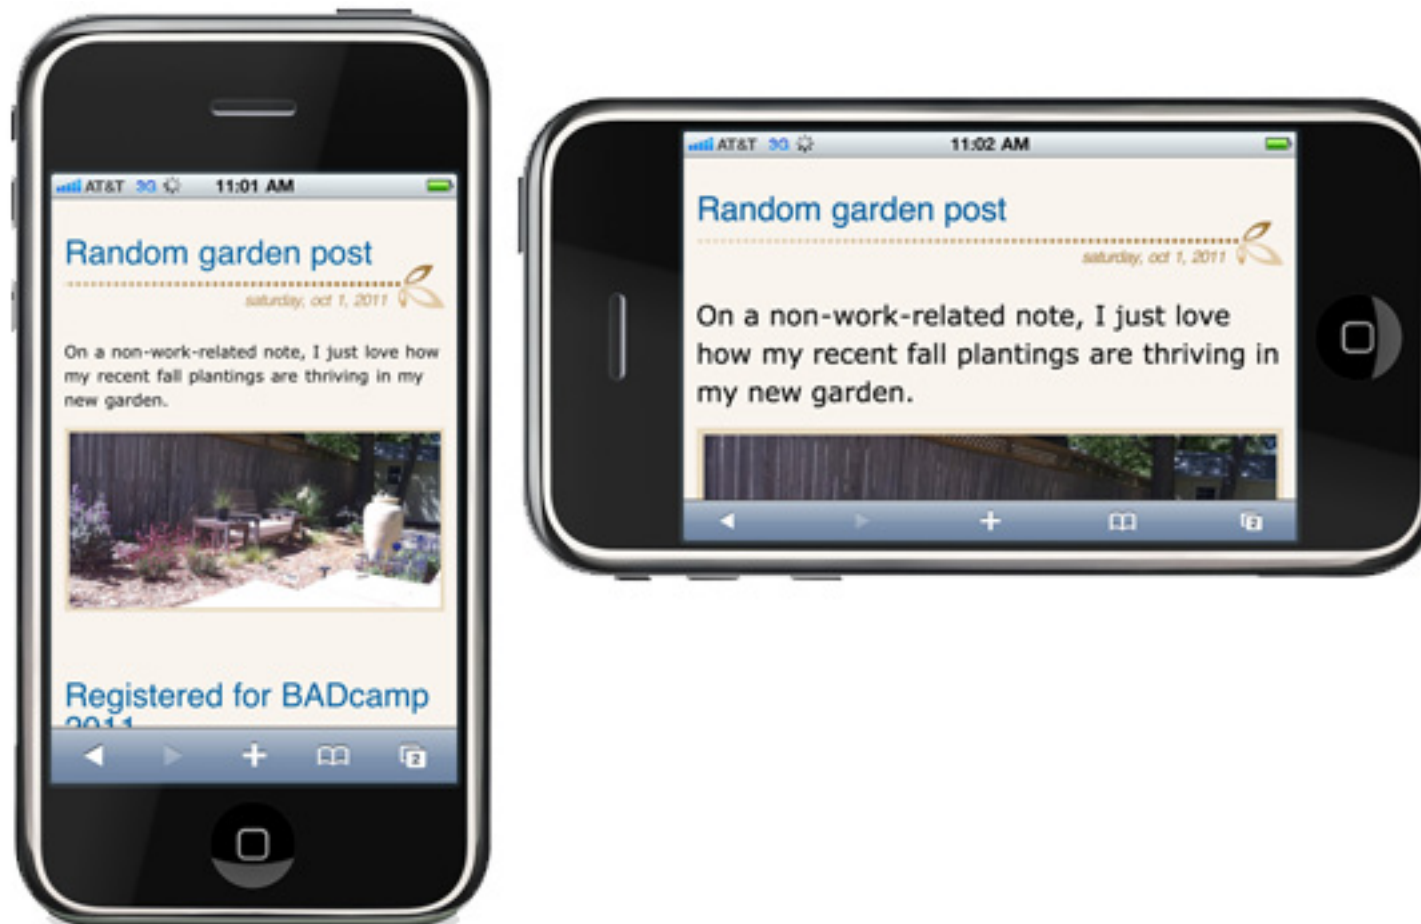 AT&T 3G 11:01 AM
Random garden post
saturday, oct 1, 2011
On a non-work-related note, I just love how
my recent fall plantings are thriving in my
new garden.
Registered for BADcamp
2011
2
AT&T 3G 11:02 AM
Random garden post
saturday, oct 1, 2011
On a non-work-related note, I just love
how my recent fall plantings are thriving in
my new garden.
2